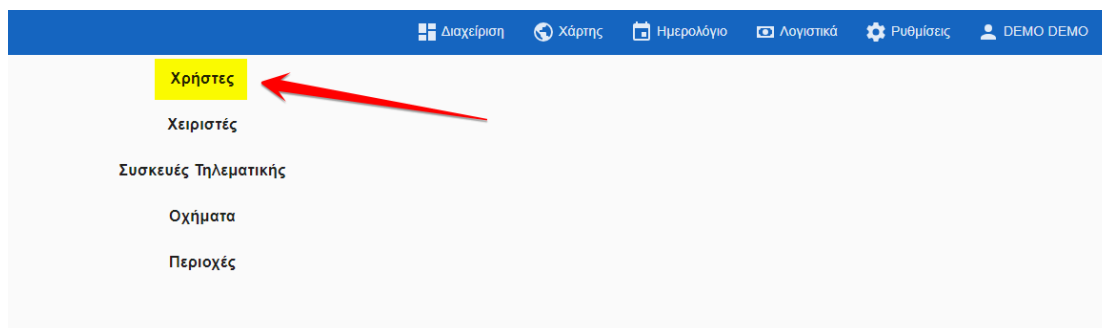 Διαχείριση Χάρτης Ημερολόγιο Λογιστικά Ρυθμίσεις DEMO DEMO
Χρήστες
Χειριστές
Συσκευές Τηλεματικής
Οχήματα
Περιοχές